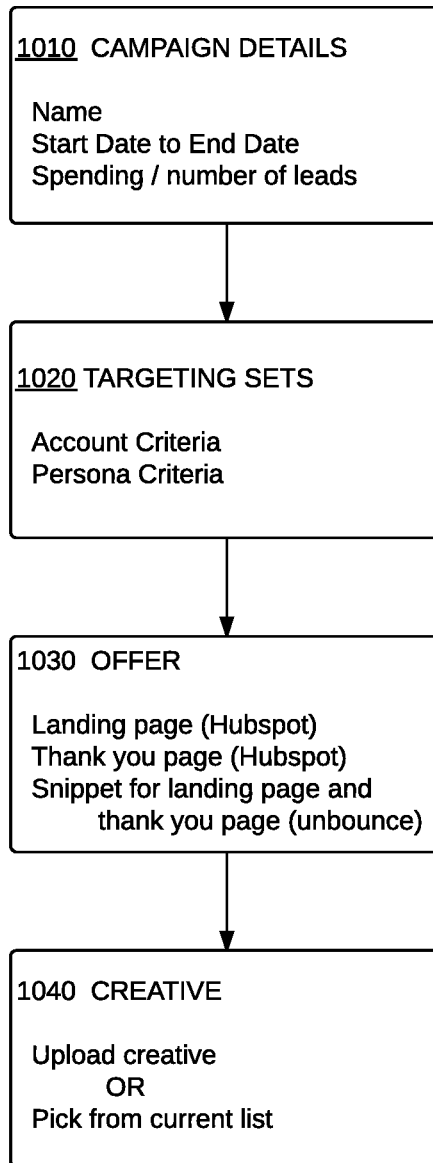 1010 CAMPAIGN DETAILS
Name
Start Date to End Date
Spending / number of leads
1020 TARGETING SETS
Account Criteria
Persona Criteria
1030 OFFER
Landing page (Hubspot)
Thank you page (Hubspot)
Snippet for landing page and
thank you page (unbounce)
1040 CREATIVE
Upload creative
OR
Pick from current list